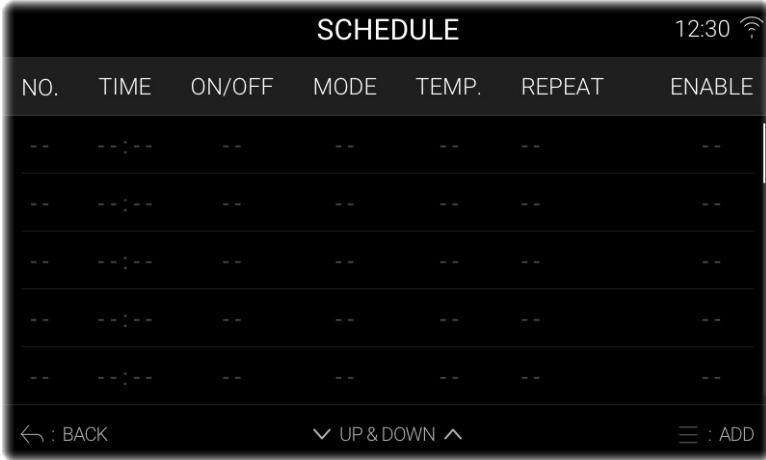 SCHEDULE 12:30
NO. TIME ON/OFF MODE TEMP. REPEAT ENABLE
-- --:-- -- -- -- -- --
-- --:-- -- -- -- -- --
-- --:-- -- -- -- -- --
-- --:-- -- -- -- -- --
-- --:-- -- -- -- -- --
: BACK UP & DOWN : ADD